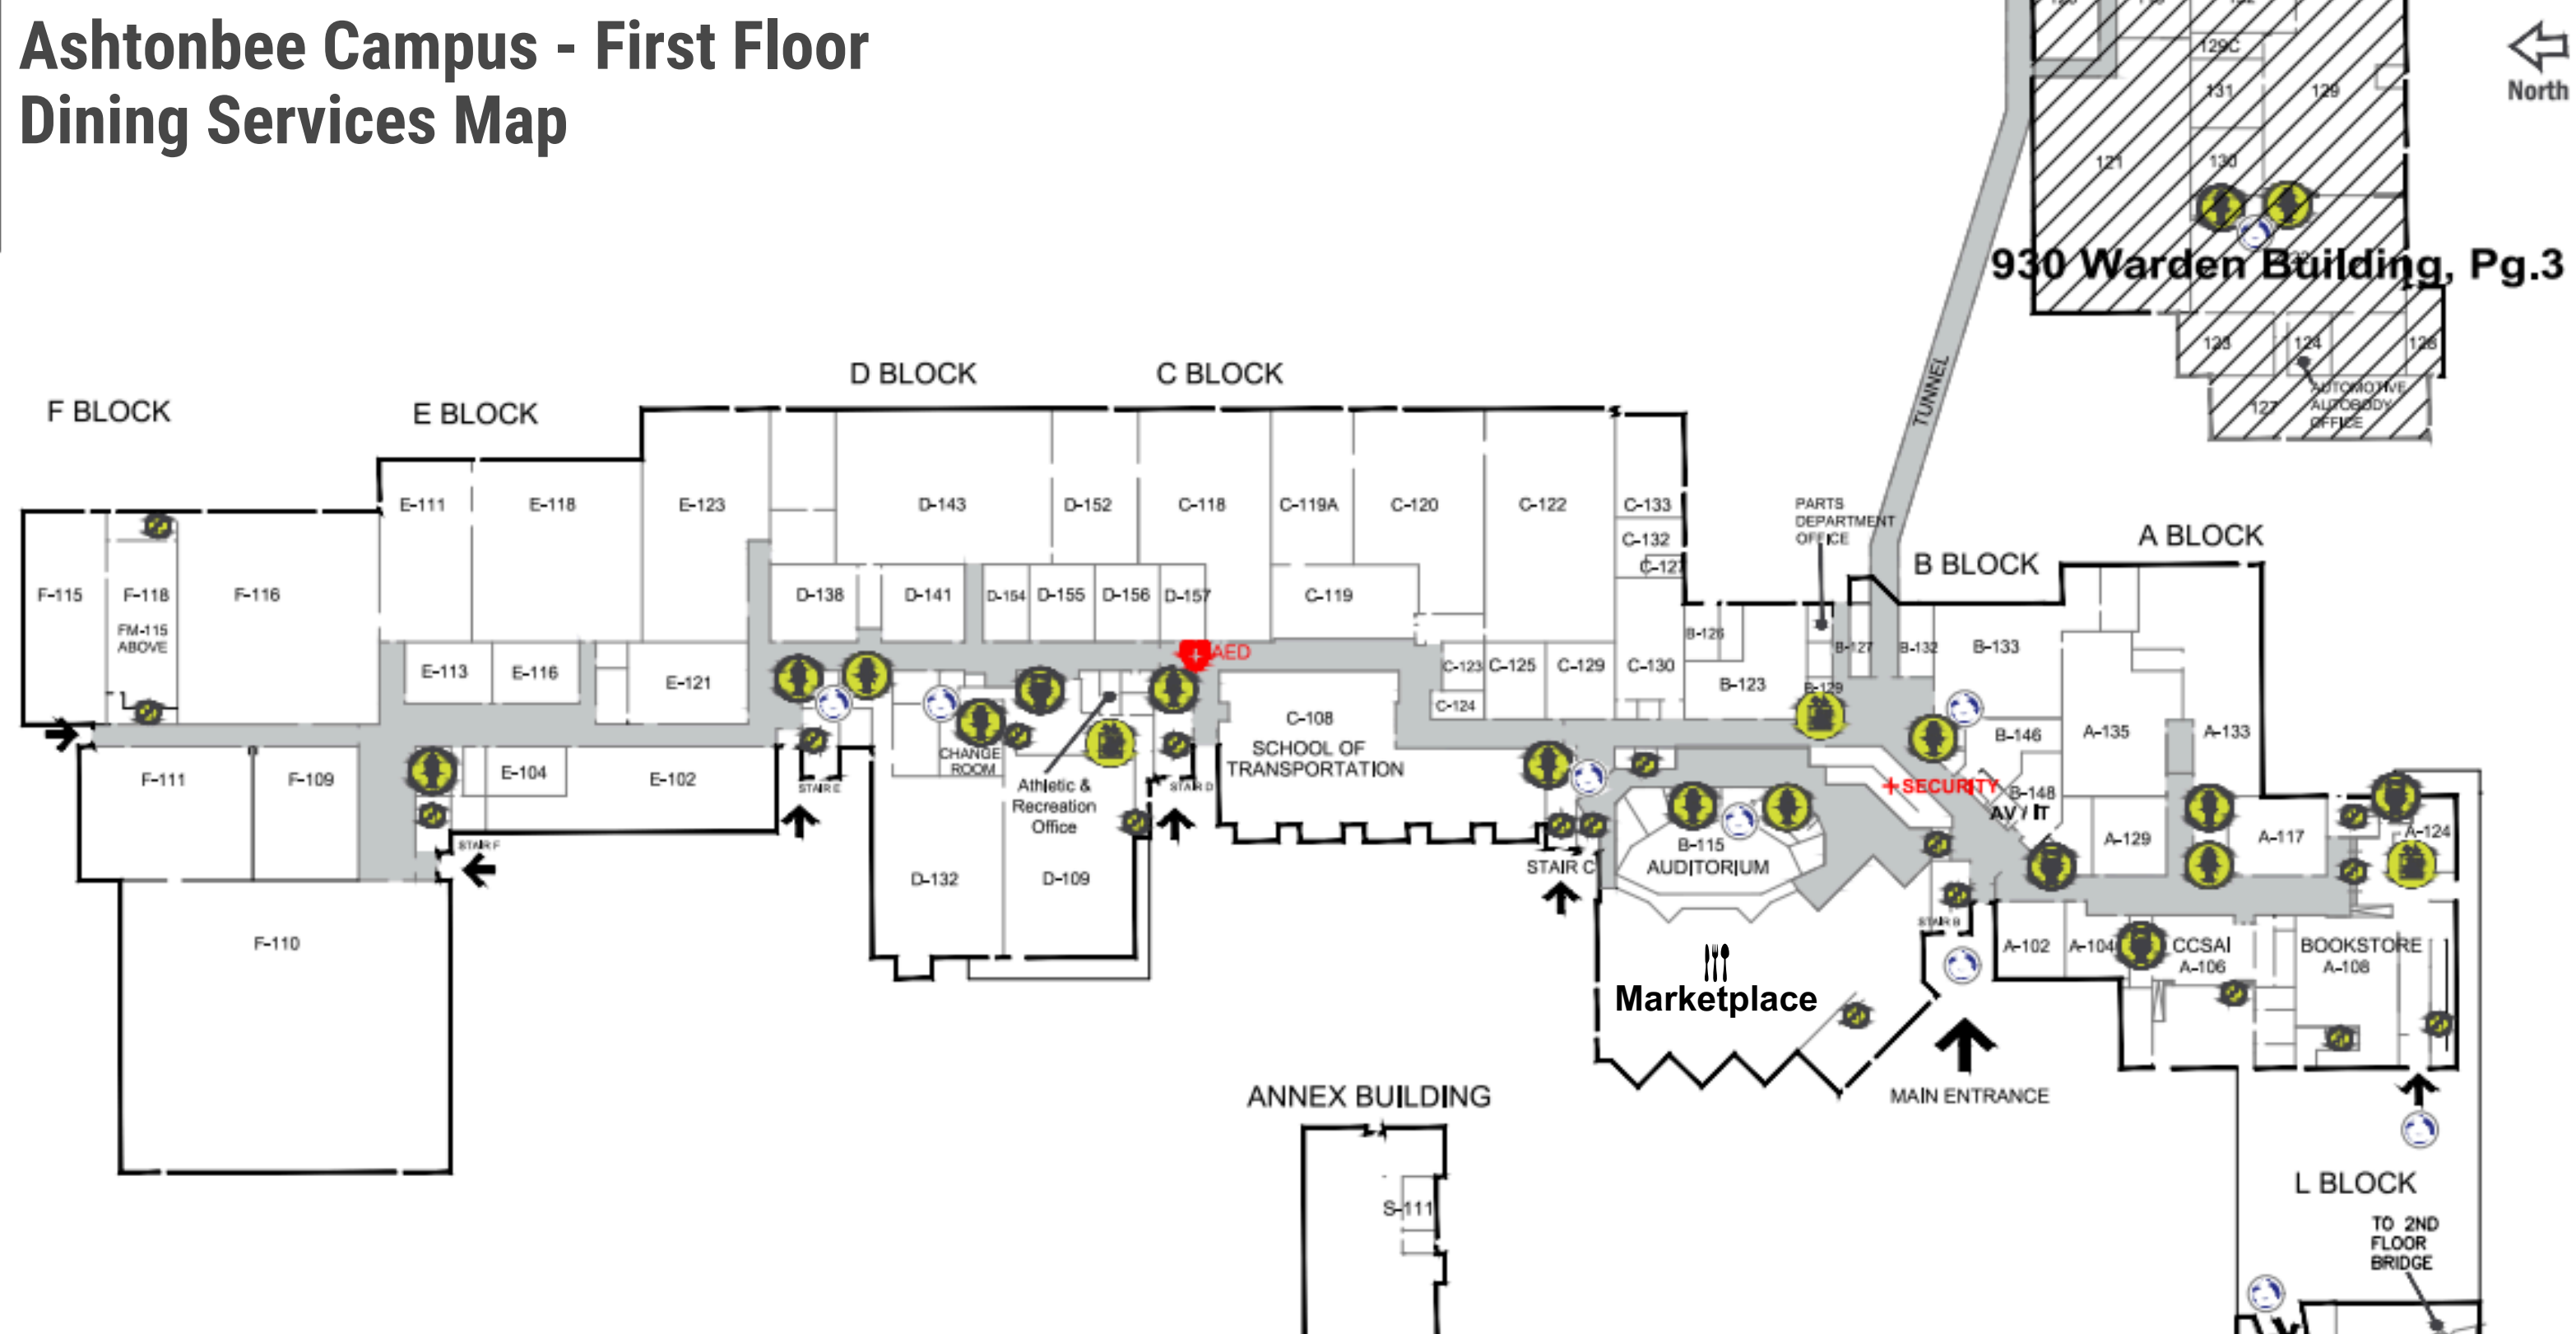 Ashtonbee Campus - First Floor
Dining Services Map
North
129C
131
129
121
130
930 Warden Building, Pg.3
123
124
128
127
AUTOMOTIVE
AUTOBODY
OFFICE
TUNNEL
F BLOCK
E BLOCK
D BLOCK
C BLOCK
B BLOCK
A BLOCK
F-115
F-118
FM-115
ABOVE
F-116
E-111
E-118
E-123
E-113
E-116
E-121
F-111
F-109
E-104
E-102
STAIR F
F-110
D-143
D-152
D-138
D-141
D-154
D-155
D-156
D-157
AED
CHANGE
ROOM
STAIR E
Athletic &
Recreation
Office
STAIR D
D-132
D-109
C-118
C-119A
C-120
C-122
C-133
C-132
C-127
C-119
C-123
C-125
C-129
C-130
C-124
C-108
SCHOOL OF
TRANSPORTATION
STAIR C
PARTS
DEPARTMENT
OFFICE
B-126
B-123
B-129
B-127
B-132
B-133
B-146
B-148
AV / IT
SECURITY
B-115
AUDITORIUM
STAIR B
Marketplace
MAIN ENTRANCE
A-135
A-133
A-129
A-117
A-124
A-102
A-104
CCSAI
A-106
BOOKSTORE
A-108
ANNEX BUILDING
S-111
L BLOCK
TO 2ND
FLOOR
BRIDGE